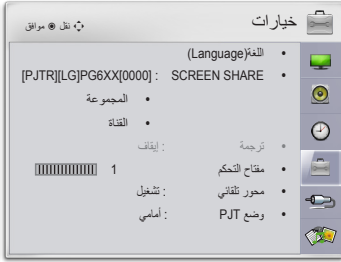 خيارات
نقل موافق
اللغة(Language)
SCREEN SHARE : [PJTR][LG]PG6XX[0000]
المجموعة
القناة
ترجمة : إيقاف
مفتاح التحكم 1
محور تلقائي : تشغيل
وضع PJT : أمامي